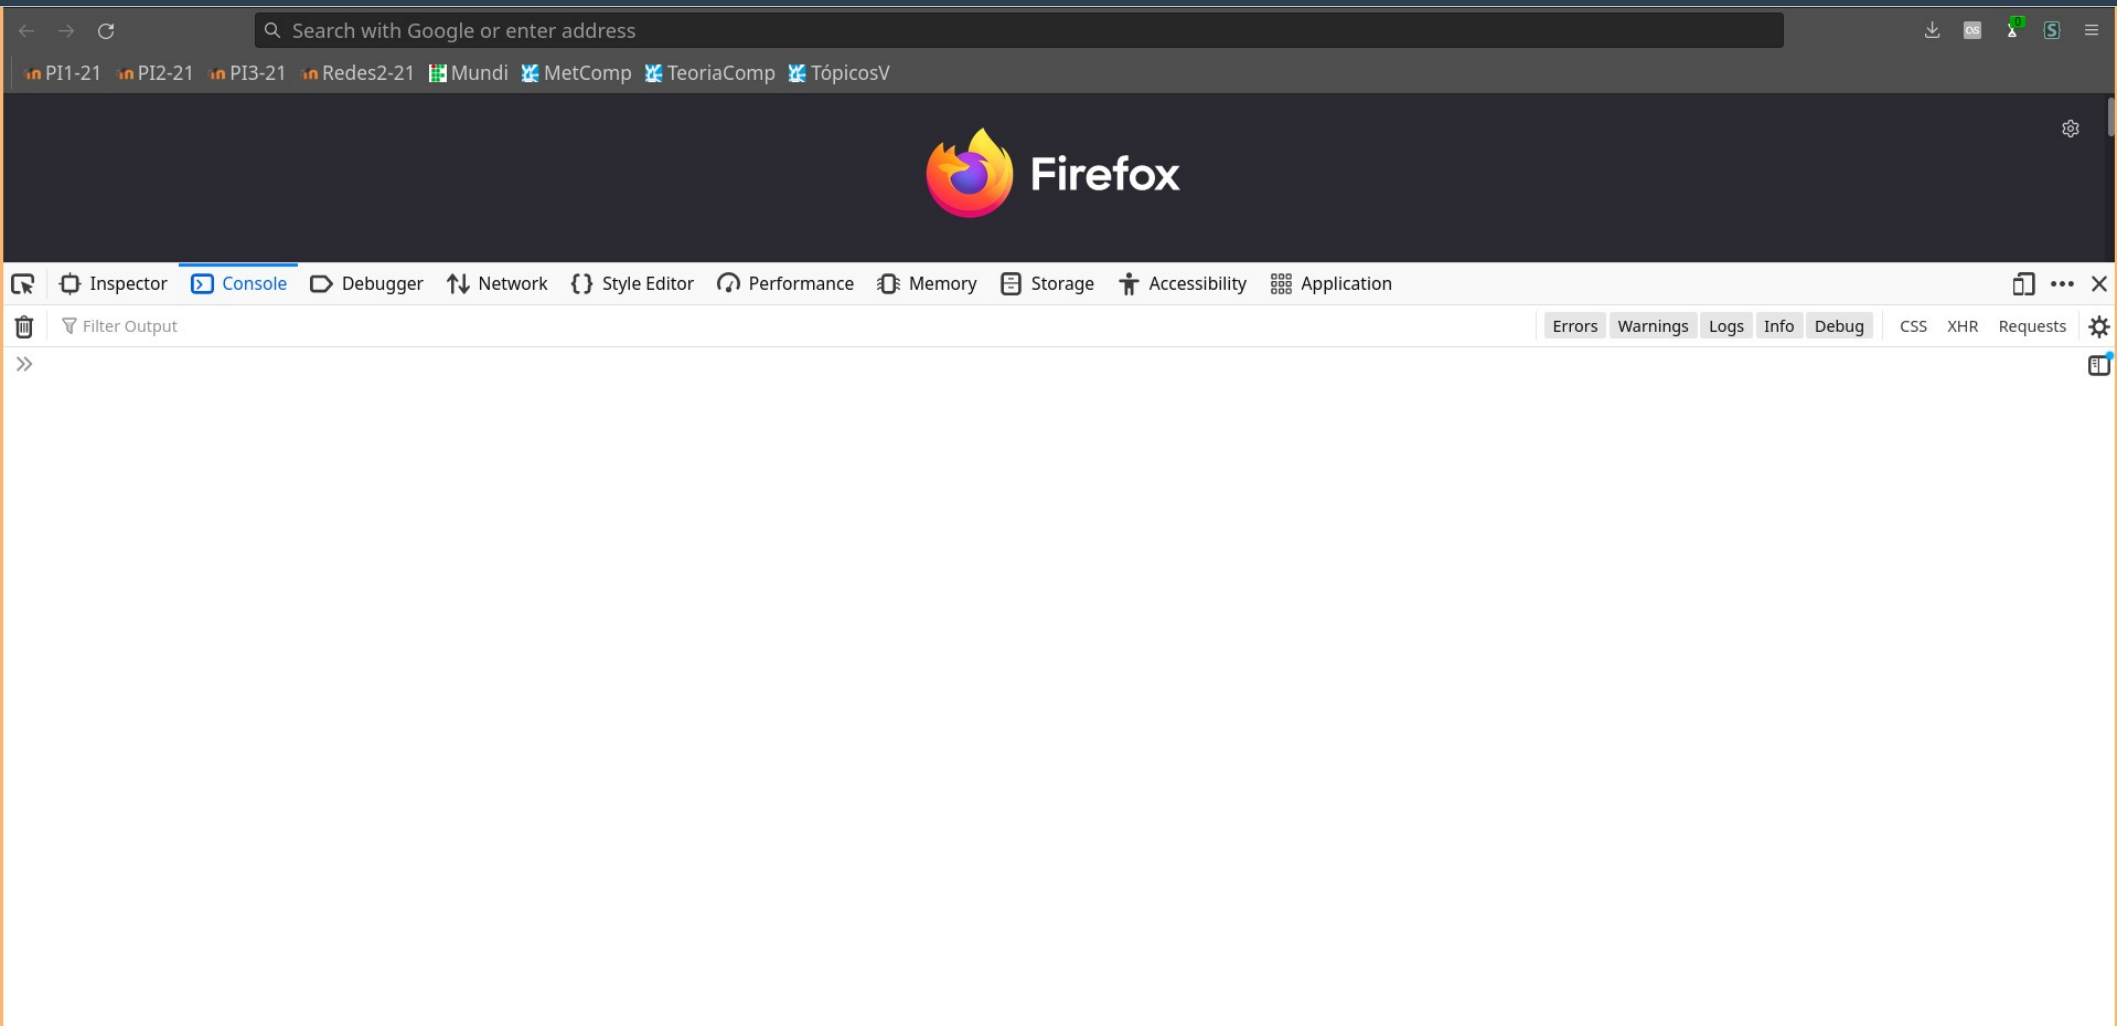 Search with Google or enter address
0
PI1-21 PI2-21 PI3-21 Redes2-21 Mundi MetComp TeoriaComp TópicosV
Firefox
Inspector Console Debugger Network Style Editor Performance Memory Storage Accessibility Application
Filter Output Errors Warnings Logs Info Debug CSS XHR Requests